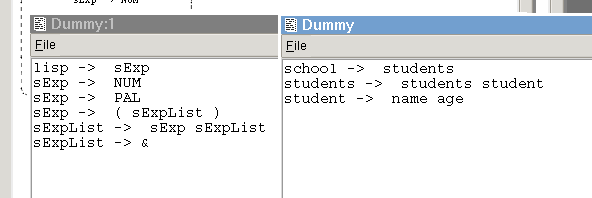 sExp -> NUM
Dummy:1
File
lisp -> sExp
sExp -> NUM
sExp -> PAL
sExp -> ( sExpList )
sExpList -> sExp sExpList
sExpList -> &
Dummy
File
school -> students
students -> students student
student -> name age